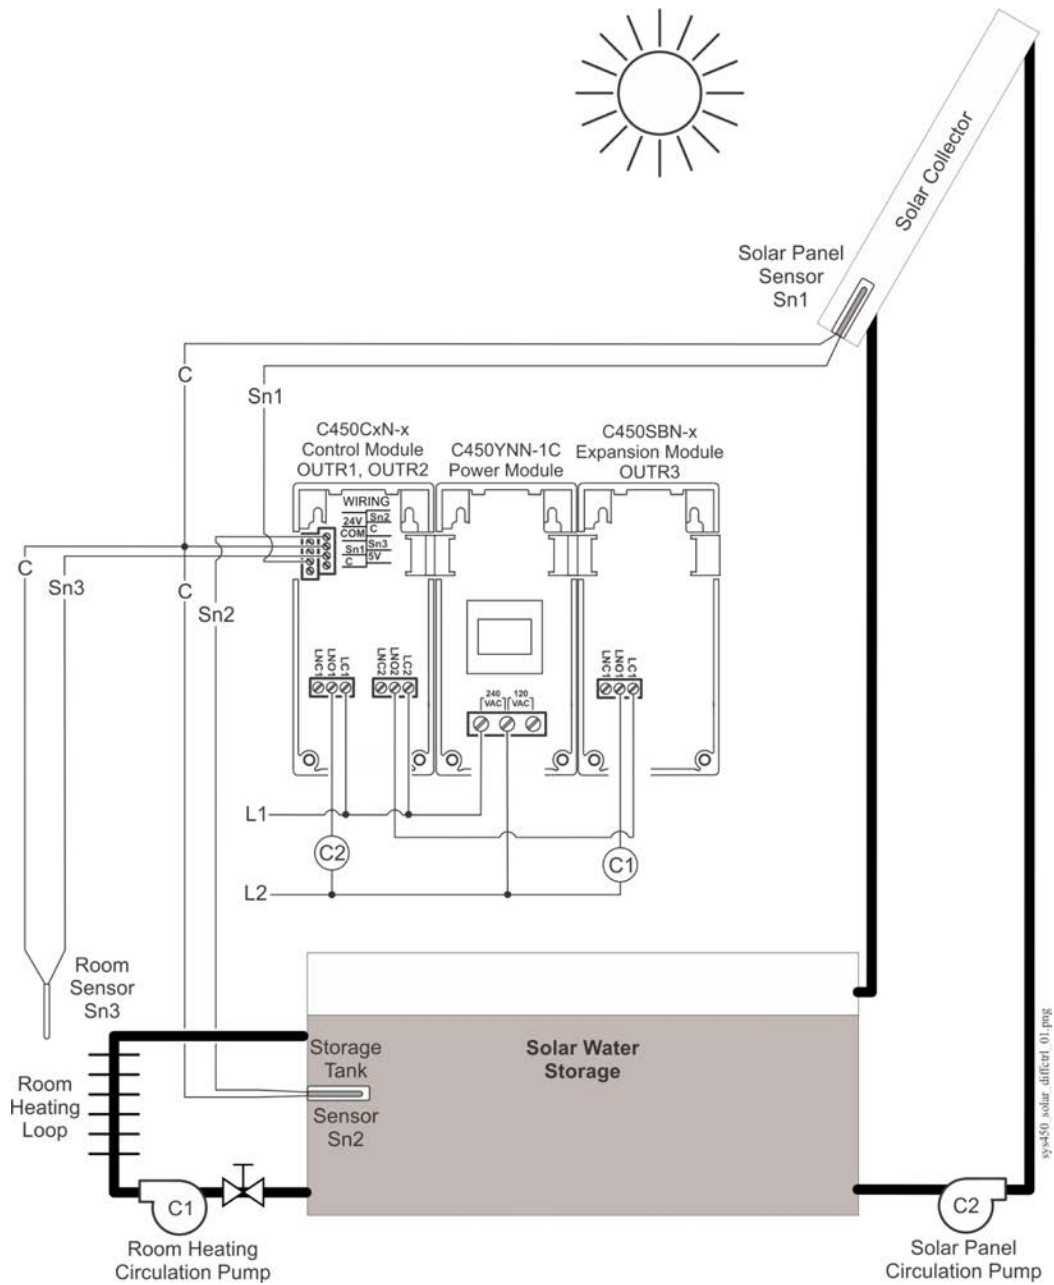 Solar Collector
Solar Panel
Sensor
Sn1
C
Sn1
C450CxN-x
Control Module
OUTR1, OUTR2
C450YNN-1C
Power Module
C450SBN-x
Expansion Module
OUTR3
WIRING
24V
Sn2
COM
C
Sn1
Sn3
C
5V
C
Sn3
C
Sn2
LNC1
LNO1
LC1
LNC2
LNO2
LC2
240
VAC
120
VAC
LNC1
LNO1
LC1
L1
C2
C1
L2
Room
Sensor
Sn3
Storage
Tank
Sensor
Sn2
Solar Water
Storage
Room
Heating
Loop
C1
Room Heating
Circulation Pump
C2
Solar Panel
Circulation Pump
sys450_solar_diffctrl_01.png